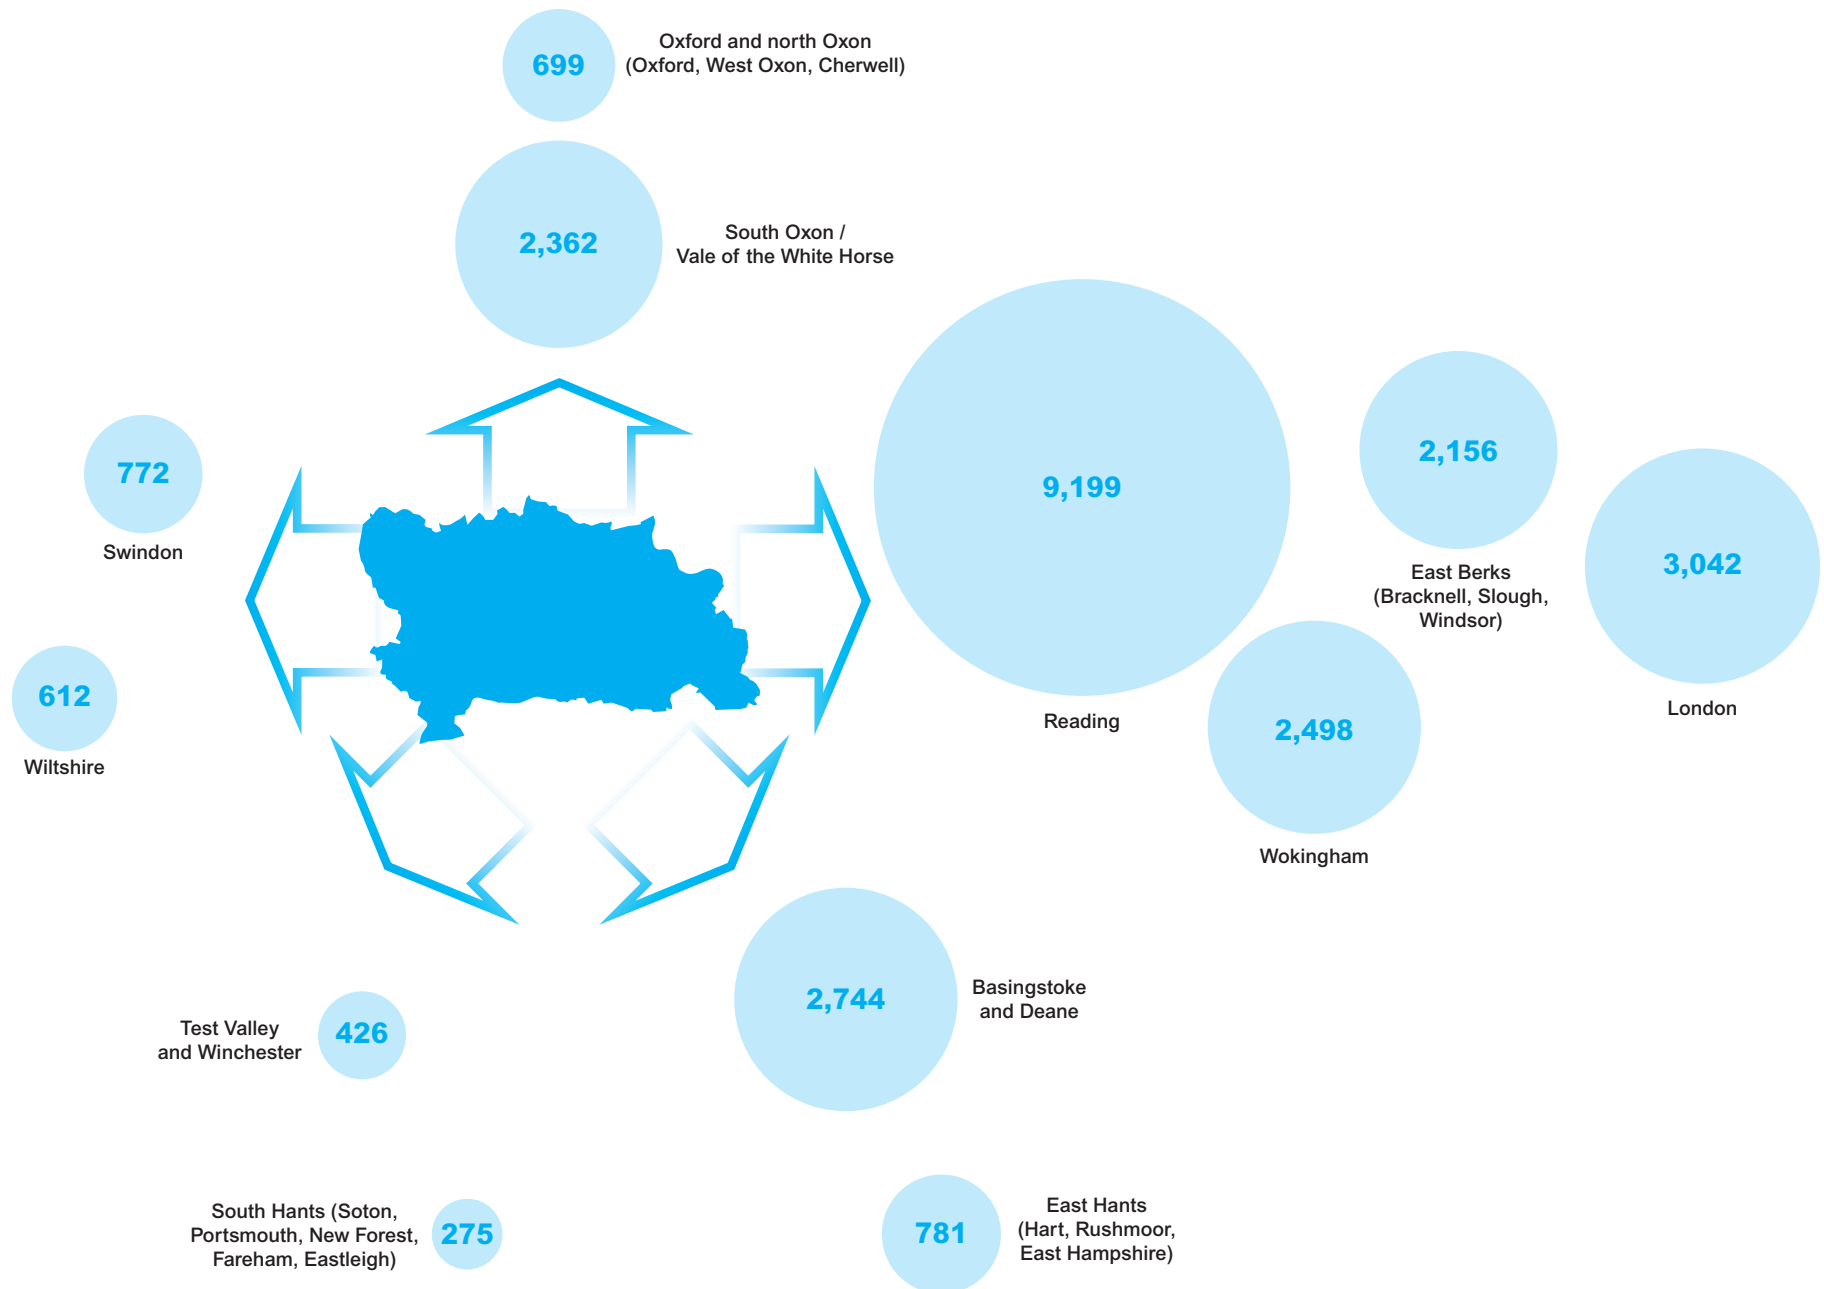 699
Oxford and north Oxon
(Oxford, West Oxon, Cherwell)
2,362
South Oxon /
Vale of the White Horse
772
Swindon
612
Wiltshire
9,199
Reading
2,156
East Berks
(Bracknell, Slough,
Windsor)
3,042
London
2,498
Wokingham
2,744
Basingstoke
and Deane
Test Valley
and Winchester
426
South Hants (Soton,
Portsmouth, New Forest,
Fareham, Eastleigh)
275
781
East Hants
(Hart, Rushmoor,
East Hampshire)